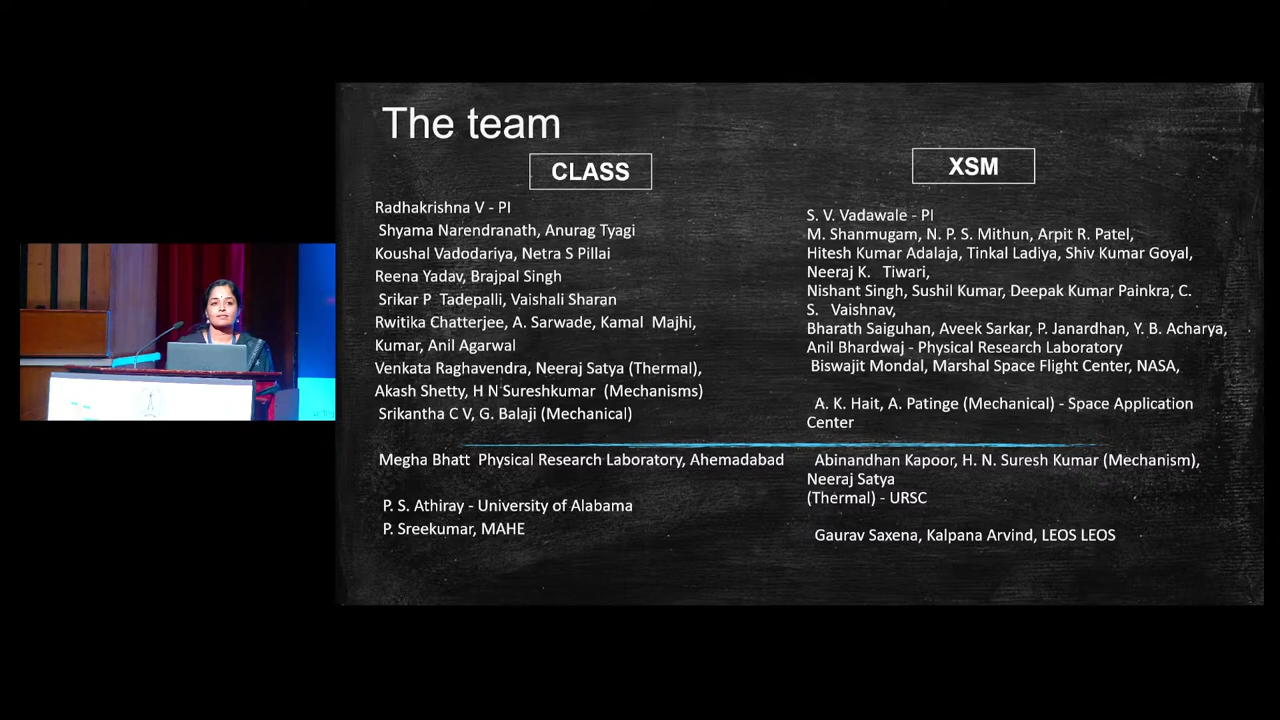 The team
CLASS
Radhakrishna V - PI
Shyama Narendranath, Anurag Tyagi
Koushal Vadodariya, Netra S Pillai
Reena Yadav, Brajpal Singh
Srikar P Tadepalli, Vaishali Sharan
Rwitika Chatterjee, A. Sarwade, Kamal Majhi,
Kumar, Anil Agarwal
Venkata Raghavendra, Neeraj Satya (Thermal),
Akash Shetty, H N Sureshkumar (Mechanisms)
Srikantha C V, G. Balaji (Mechanical)
Megha Bhatt Physical Research Laboratory, Ahemadabad
P. S. Athiray - University of Alabama
P. Sreekumar, MAHE
XSM
S. V. Vadawale - PI
M. Shanmugam, N. P. S. Mithun, Arpit R. Patel,
Hitesh Kumar Adalaja, Tinkal Ladiya, Shiv Kumar Goyal,
Neeraj K. Tiwari,
Nishant Singh, Sushil Kumar, Deepak Kumar Painkra, C.
S. Vaishnav,
Bharath Saiguhan, Aveek Sarkar, P. Janardhan, Y. B. Acharya,
Anil Bhardwaj - Physical Research Laboratory
Biswajit Mondal, Marshal Space Flight Center, NASA,
A. K. Hait, A. Patinge (Mechanical) - Space Application
Center
Abinandhan Kapoor, H. N. Suresh Kumar (Mechanism),
Neeraj Satya
(Thermal) - URSC
Gaurav Saxena, Kalpana Arvind, LEOS LEOS